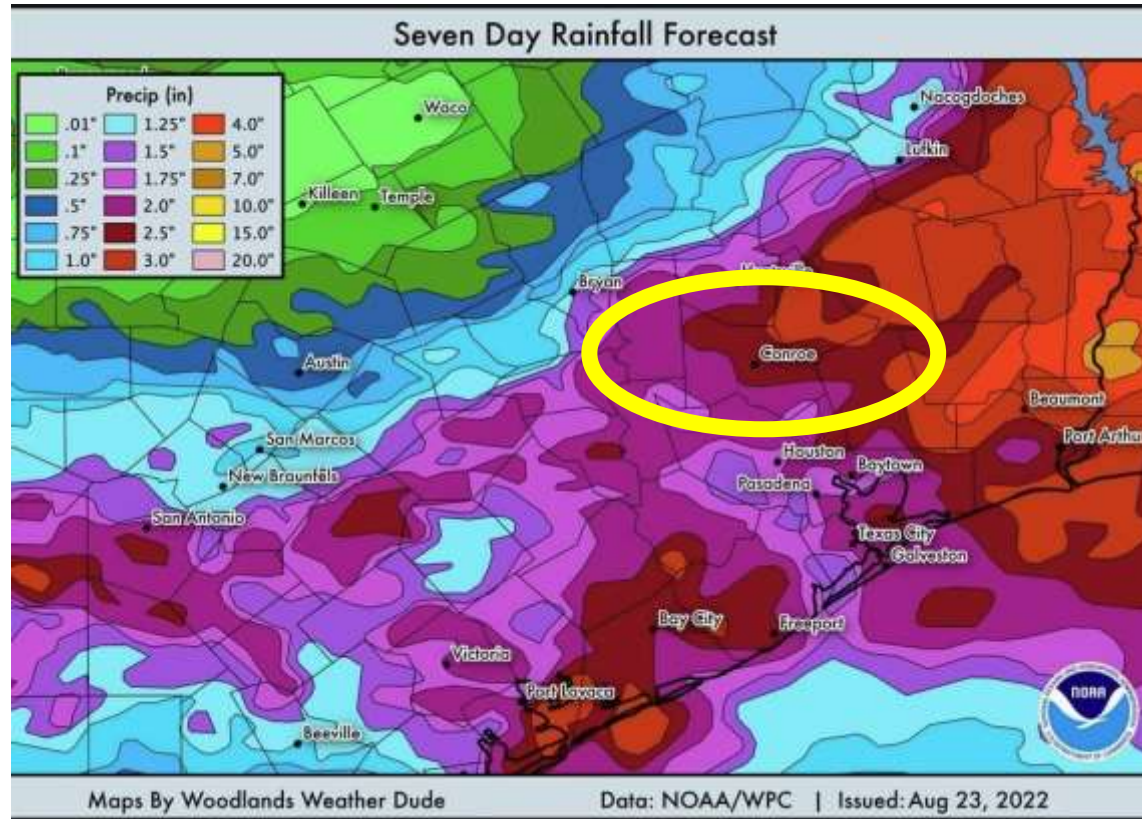 Seven Day Rainfall Forecast
Precip (in)
.01" 1.25" 4.0"
.1" 1.5" 5.0"
.25" 1.75" 7.0"
.5" 2.0" 10.0"
.75" 2.5" 15.0"
1.0" 3.0" 20.0"
Waco
Nacogdoches
Lufkin
Killeen
Temple
Bryan
Austin
Conroe
Beaumont
San Marcos
Port Arthu
Houston
Baytown
New Braunfels
Pasadena
San Antonio
Texas City
Galveston
Bay City
Freeport
Victoria
Port Lavaca
NOAA
Beeville
Maps By Woodlands Weather Dude
Data: NOAA/WPC | Issued: Aug 23, 2022